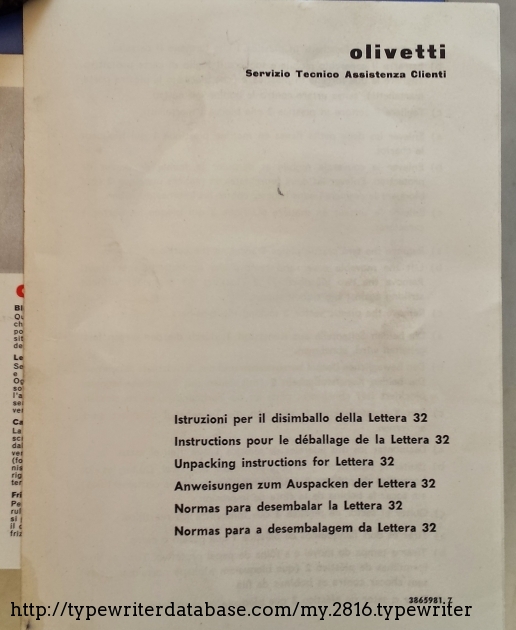 olivetti
Servizio Tecnico Assistenza Clienti
Istruzioni per il disimballo della Lettera 32
Instructions pour le déballage de la Lettera 32
Unpacking instructions for Lettera 32
Anweisungen zum Auspacken der Lettera 32
Normas para desembalar la Lettera 32
Normas para a desembalagem da Lettera 32
3865981. Z
http://typewriterdatabase.com/my.2816.typewriter